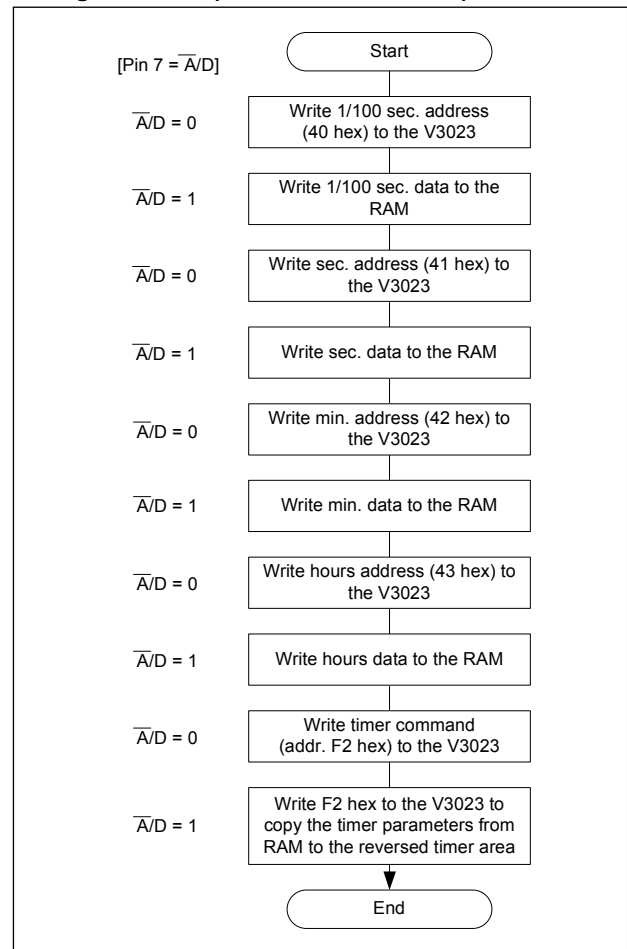 Start
[Pin 7 = A̅/D]
A̅/D = 0
Write 1/100 sec. address
(40 hex) to the V3023
A̅/D = 1
Write 1/100 sec. data to the
RAM
A̅/D = 0
Write sec. address (41 hex) to
the V3023
A̅/D = 1
Write sec. data to the RAM
A̅/D = 0
Write min. address (42 hex) to
the V3023
A̅/D = 1
Write min. data to the RAM
A̅/D = 0
Write hours address (43 hex) to
the V3023
A̅/D = 1
Write hours data to the RAM
A̅/D = 0
Write timer command
(addr. F2 hex) to the V3023
A̅/D = 1
Write F2 hex to the V3023 to
copy the timer parameters from
RAM to the reversed timer area
End